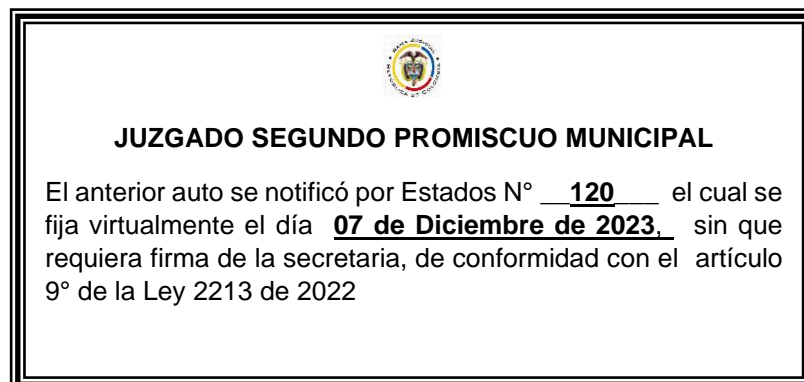 JUZGADO SEGUNDO PROMISCUO MUNICIPAL
El anterior auto se notificó por Estados N° __120___ el cual se
fija virtualmente el día 07 de Diciembre de 2023, sin que
requiera firma de la secretaria, de conformidad con el artículo
9° de la Ley 2213 de 2022